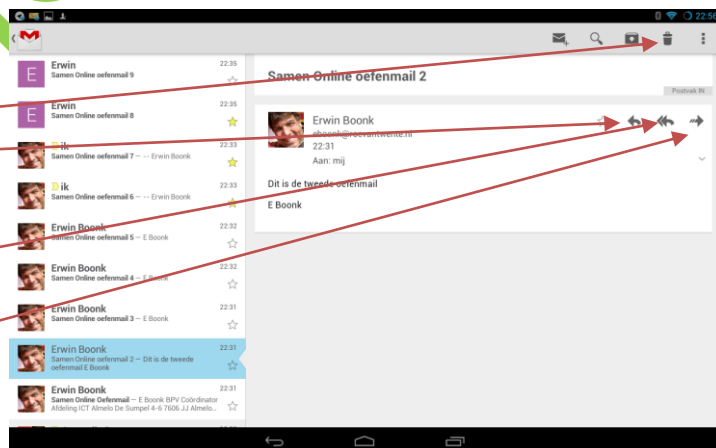 22:56
E
Erwin
22:35
Samen Online oefenmail 9
E
Erwin
22:35
Samen Online oefenmail 8
ik
22:33
Samen Online oefenmail 7 – -- Erwin Boonk
ik
22:33
Samen Online oefenmail 6 – -- Erwin Boonk
Erwin Boonk
22:32
Samen Online oefenmail 5 – E Boonk
Erwin Boonk
22:32
Samen Online oefenmail 4 – E Boonk
Erwin Boonk
22:31
Samen Online oefenmail 3 – E Boonk
Erwin Boonk
22:31
Samen Online oefenmail 2 – Dit is de tweede
oefenmail E Boonk
Erwin Boonk
22:31
Samen Online Oefenmail – E Boonk BPV Coördinator
Afdeling ICT Almelo De Sumpel 4-6 7606 JJ Almelo..
Samen Online oefenmail 2
Postvak IN
Erwin Boonk
22:31
Aan: mij
Dit is de tweede oefenmail
E Boonk